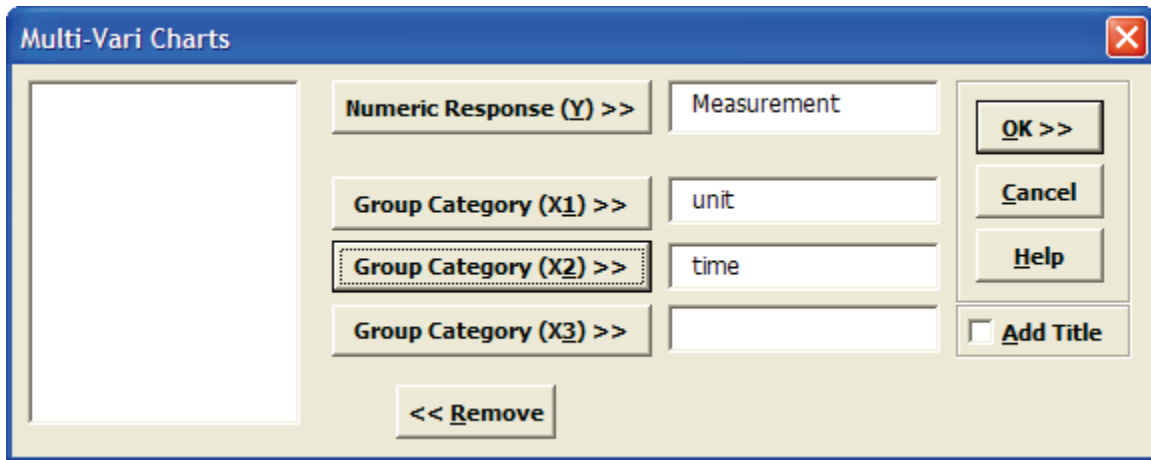 Multi-Vari Charts
Numeric Response (Y) >>
Measurement
OK >>
Group Category (X1) >>
unit
Cancel
Group Category (X2) >>
time
Help
Group Category (X3) >>
Add Title
<< Remove